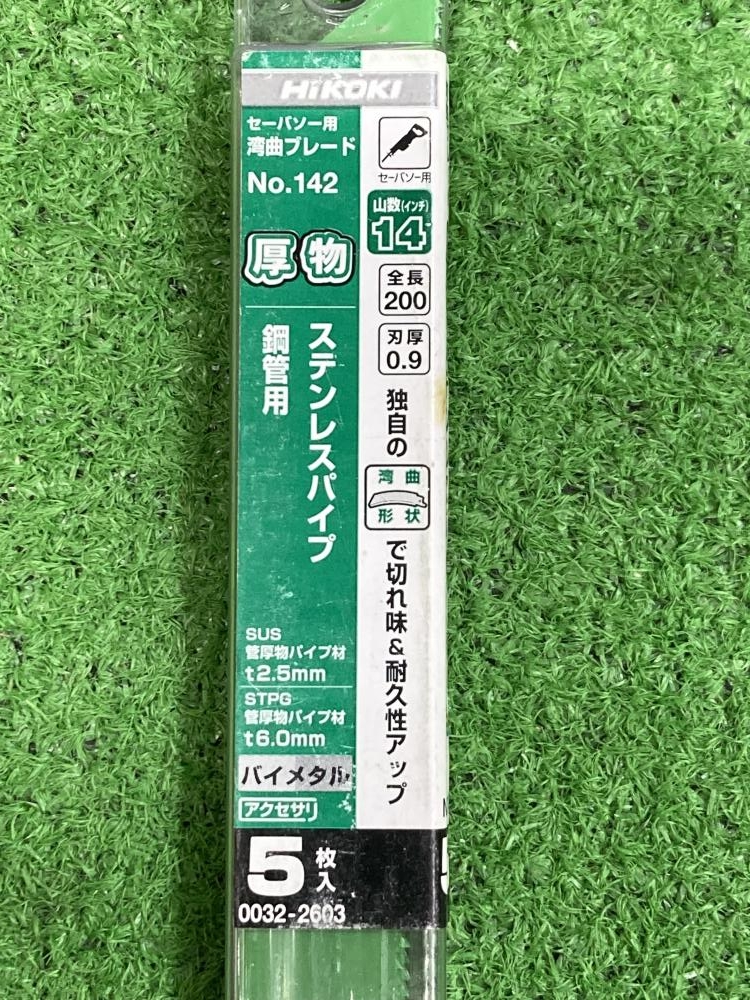 HiKOKI
セーバソー用
湾曲ブレード
No.142
厚物
ステンレスパイプ
鋼管用
SUS
管厚物パイプ材
t2.5mm
STPG
管厚物パイプ材
t6.0mm
バイメタル
アクセサリ
セーバソー用
山数(インチ)
14
全長
200
刃厚
0.9
独自の
湾曲
形状
で切れ味&耐久性アップ
5枚入
0032-2603